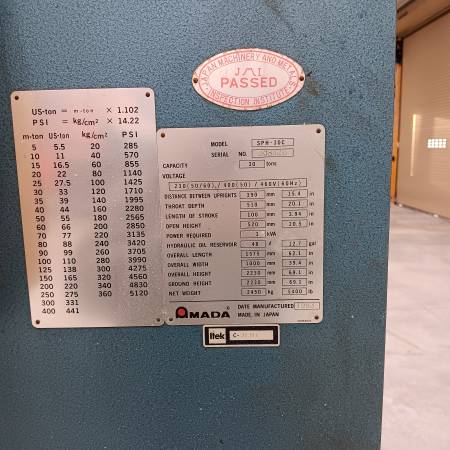 JAPAN MACHINERY AND METALS
JMI
PASSED
INSPECTION INSTITUTE
US-ton = m-ton × 1.102
PSI = kg/cm² × 14.22
m-ton US-ton kg/cm² PSI
5 5.5 20 285
10 11 40 570
15 16.5 60 855
20 22 80 1140
25 27.5 100 1425
30 33 120 1710
35 39 140 1995
40 44 160 2280
50 55 180 2565
60 66 200 2850
70 77 220 3135
80 88 240 3420
90 99 260 3705
100 110 280 3990
125 138 300 4275
150 165 320 4560
200 220 340 4830
250 275 360 5120
300 331
400 441
MODEL SPH-30C
SERIAL NO.
CAPACITY 30 tons
VOLTAGE
230(50/60)/400(50)/460V(60Hz)
DISTANCE BETWEEN UPRIGHTS 390 mm 15.4 in
THROAT DEPTH 510 mm 20.1 in
LENGTH OF STROKE 100 mm 3.94 in
OPEN HEIGHT 520 mm 20.5 in
POWER REQUIRED 3 kVA
HYDRAULIC OIL RESERVOIR 48 ℓ 12.7 gal
OVERALL LENGTH 1575 mm 62.1 in
OVERALL WIDTH 1000 mm 39.4 in
OVERALL HEIGHT 2230 mm in
GROUND HEIGHT 2230 mm in
NET WEIGHT 2450 kg 5400 lb
AMADA® DATE MANUFACTURED
MADE IN JAPAN
Itek C-